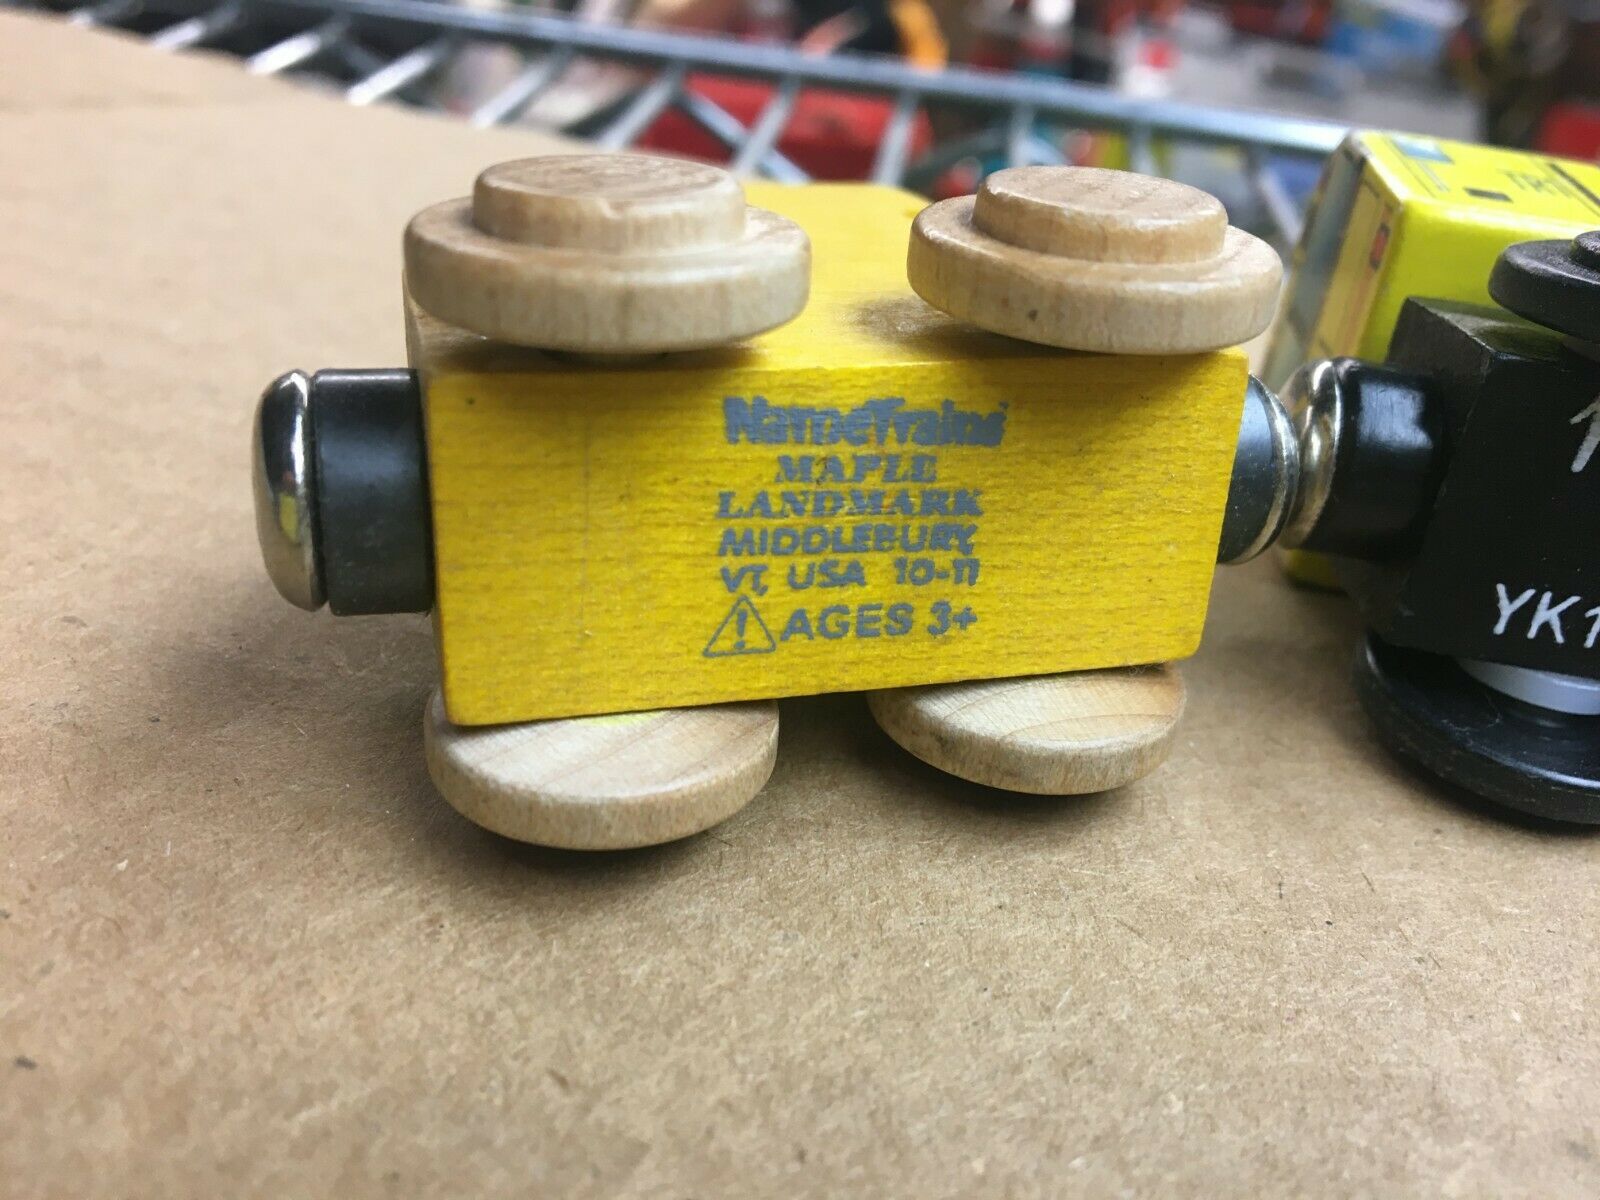 NameTrains
MAPLE
LANDMARK
MIDDLEBURY,
VT, USA 10-11
AGES 3+
YK1